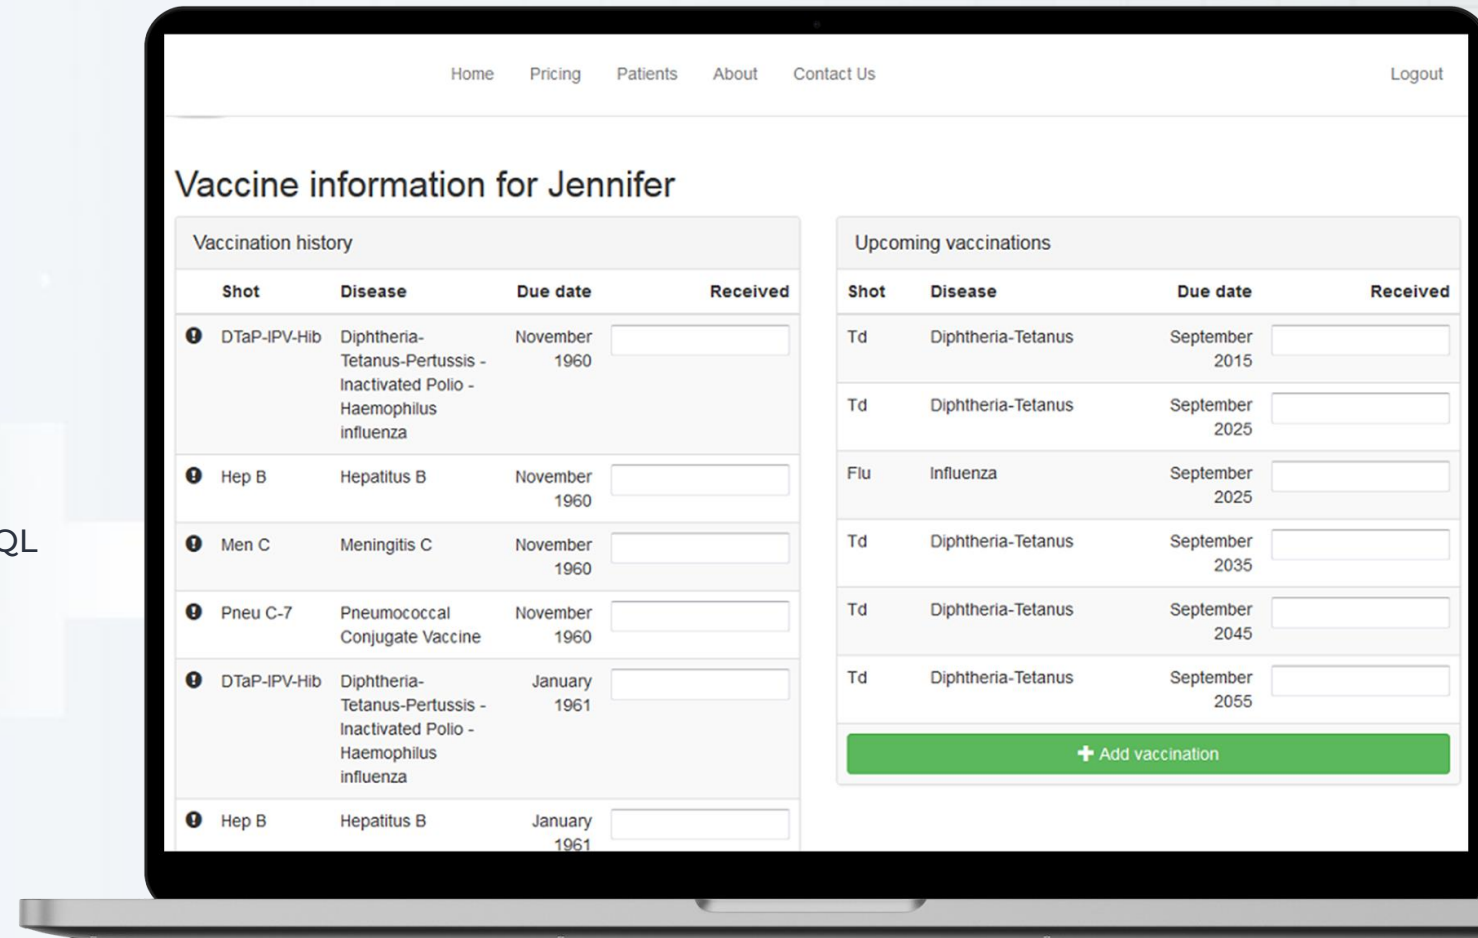 Home Pricing Patients About Contact Us Logout
Vaccine information for Jennifer
Vaccination history
Shot Disease Due date Received
DTaP-IPV-Hib Diphtheria- November
Tetanus-Pertussis - 1960
Inactivated Polio -
Haemophilus
influenza
Hep B Hepatitus B November
1960
Men C Meningitis C November
1960
Pneu C-7 Pneumococcal November
Conjugate Vaccine 1960
DTaP-IPV-Hib Diphtheria- January
Tetanus-Pertussis - 1961
Inactivated Polio -
Haemophilus
influenza
Hep B Hepatitus B January
1961
Upcoming vaccinations
Shot Disease Due date Received
Td Diphtheria-Tetanus September
2015
Td Diphtheria-Tetanus September
2025
Flu Influenza September
2025
Td Diphtheria-Tetanus September
2035
Td Diphtheria-Tetanus September
2045
Td Diphtheria-Tetanus September
2055
Add vaccination
QL